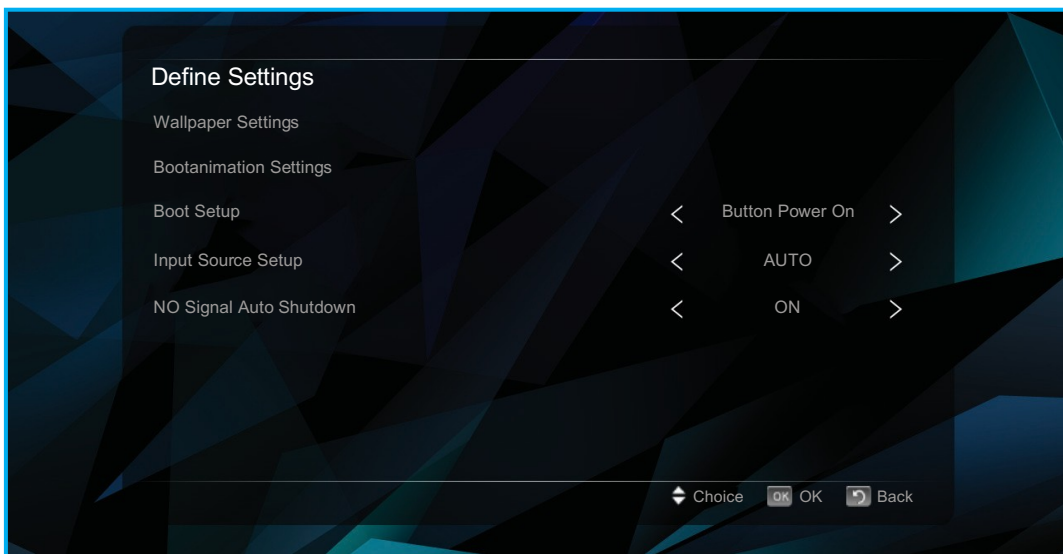 Define Settings
Wallpaper Settings
Bootanimation Settings
Boot Setup < Button Power On >
Input Source Setup < AUTO >
NO Signal Auto Shutdown < ON >
Choice OK OK Back